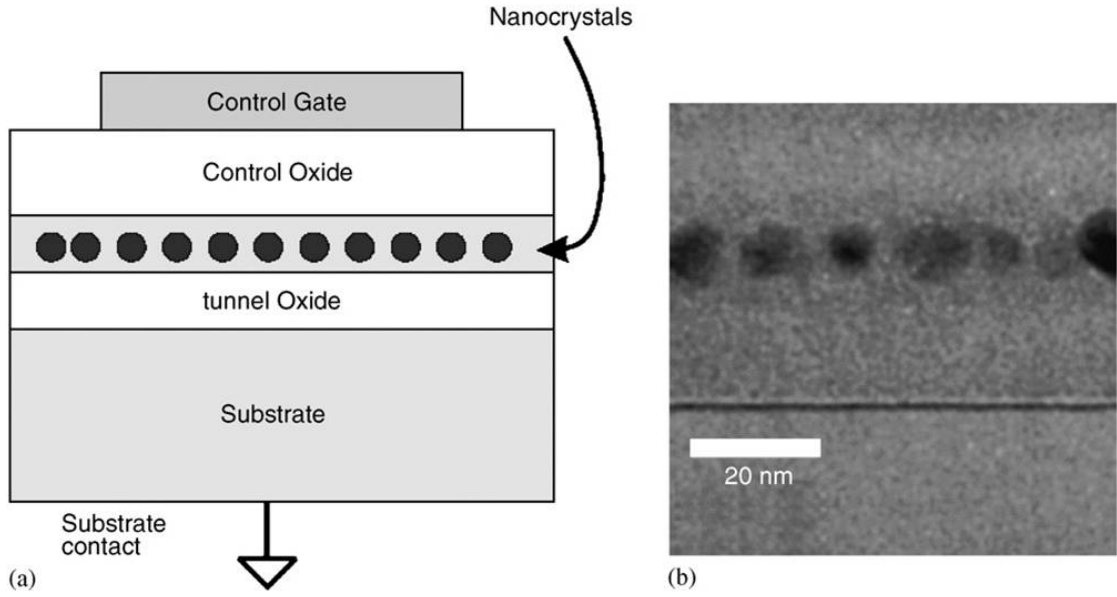 Nanocrystals
Control Gate
Control Oxide
tunnel Oxide
Substrate
Substrate
contact
20 nm
(a)
(b)